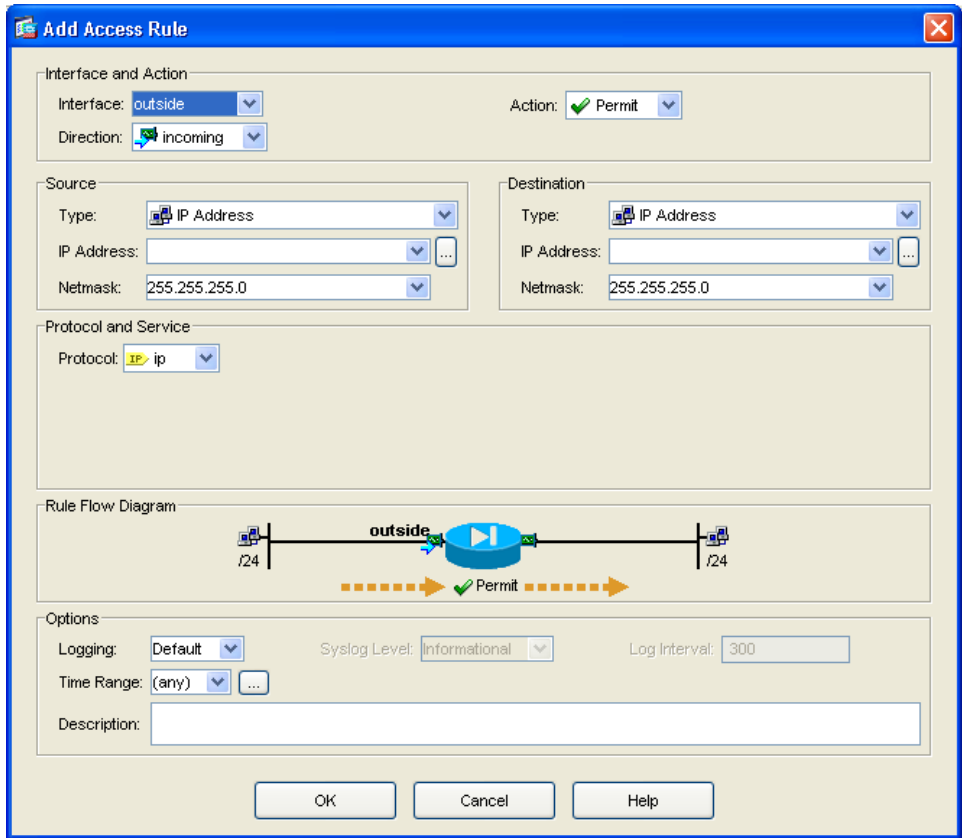 Add Access Rule
Interface and Action
Interface: outside
Action: Permit
Direction: incoming
Source
Type: IP Address
IP Address: ...
Netmask: 255.255.255.0
Destination
Type: IP Address
IP Address: ...
Netmask: 255.255.255.0
Protocol and Service
Protocol: IP ip
Rule Flow Diagram
outside
/24
/24
Permit
Options
Logging: Default
Syslog Level: Informational
Log Interval: 300
Time Range: (any) ...
Description:
OK
Cancel
Help